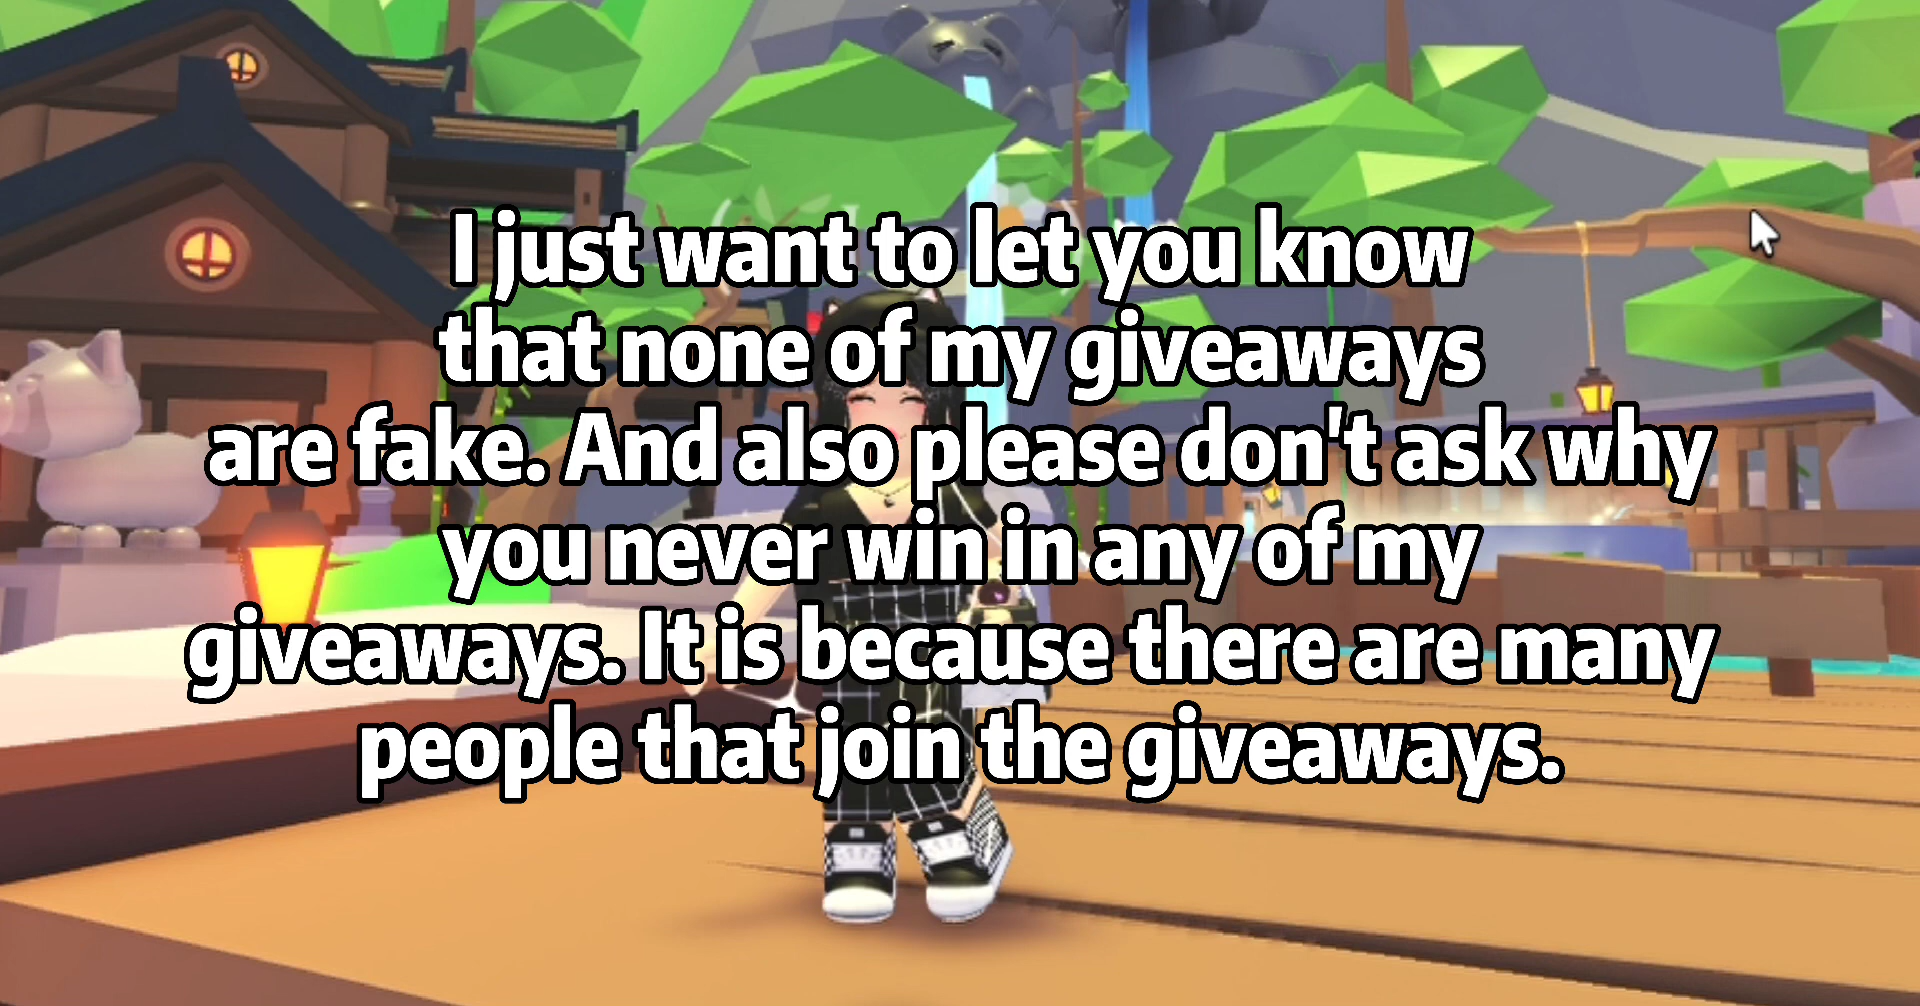 I just want to let you know
that none of my giveaways
are fake. And also please don't ask why
you never win in any of my
giveaways. It is because there are many
people that join the giveaways.